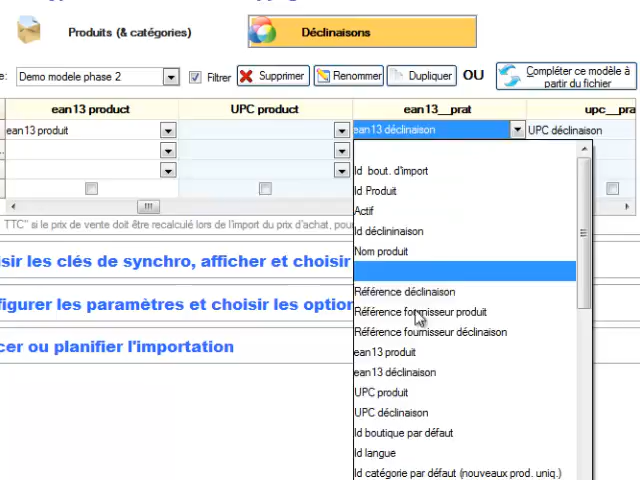 Produits (& catégories)
Déclinaisons
e:
Demo modele phase 2
Filtrer
Supprimer
Renommer
Dupliquer
OU
Compléter ce modèle à
partir du fichier
ean13 product
UPC product
ean13__prat
upc__pra
ean13 produit
ean13 déclinaison
UPC déclinaison
...
TTC" si le prix de vente doit être recalculé lors de l'import du prix d'achat, pou
sir les clés de synchro, afficher et choisir
figurer les paramètres et choisir les option
cer ou planifier l'importation
Id bout. d'import
Id Produit
Actif
Id déclininaison
Nom produit
Référence déclinaison
Référence fournisseur produit
Référence fournisseur déclinaison
ean13 produit
ean13 déclinaison
UPC produit
UPC déclinaison
Id boutique par défaut
Id langue
Id catégorie par défaut (nouveaux prod. uniq.)